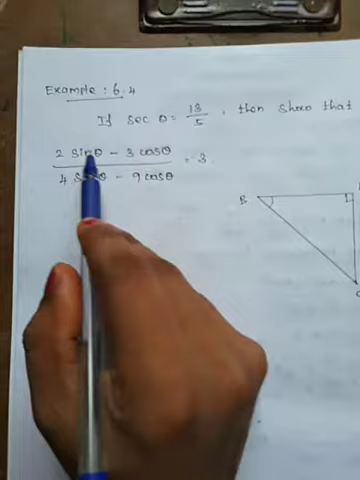 Example : 6.4
If sec θ = 13/5 , then show that
2 sinθ - 3 cosθ / 4 sinθ - 9 cosθ = 3.
B